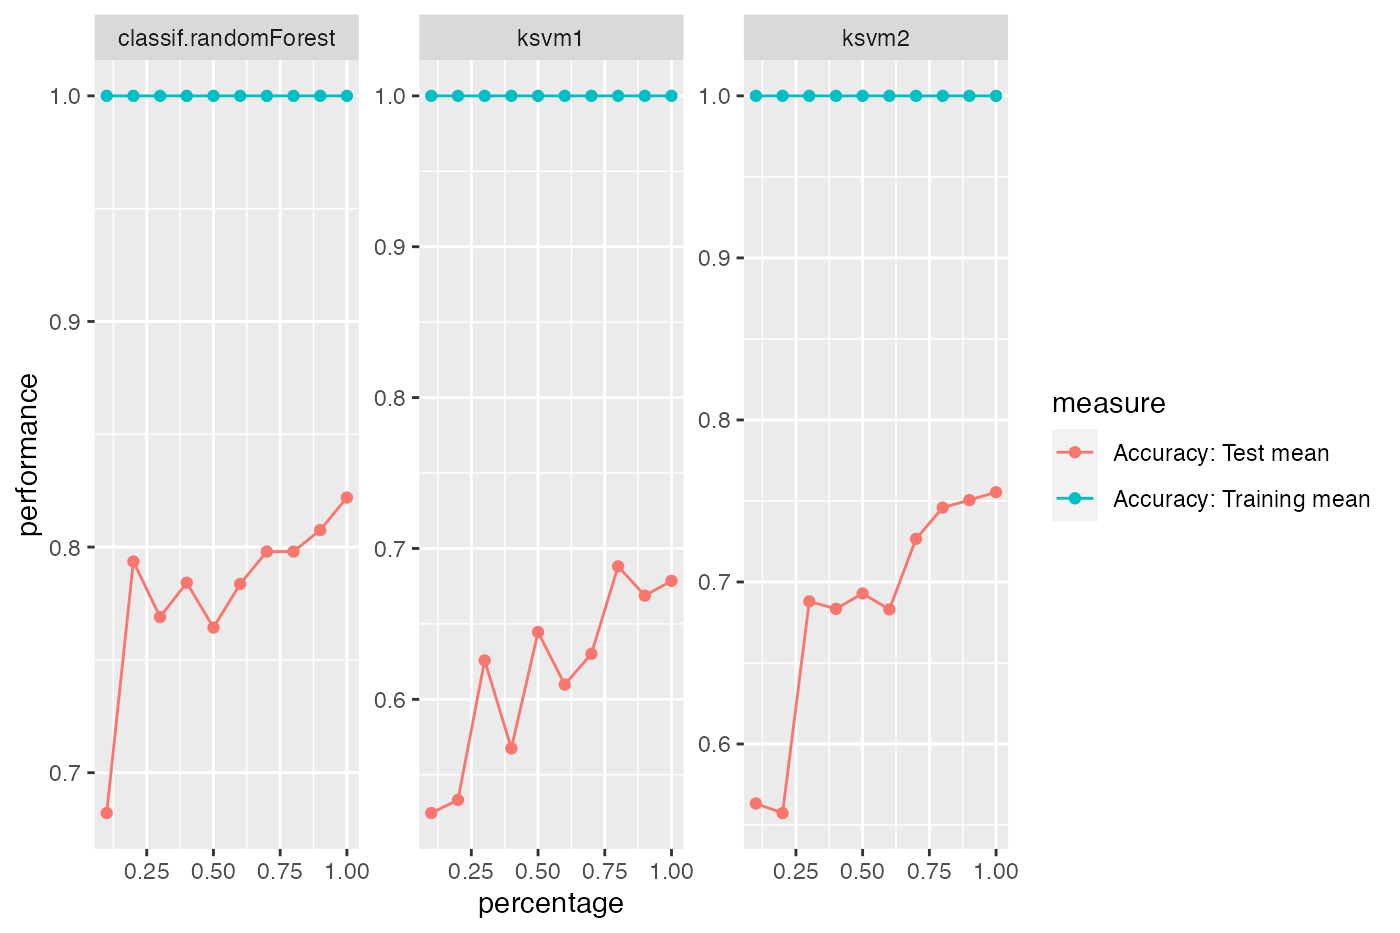 classif.randomForest
ksvm1
ksvm2
1.0
0.9
0.8
0.7
1.0
0.9
0.8
0.7
0.6
1.0
0.9
0.8
0.7
0.6
0.25 0.50 0.75 1.00
0.25 0.50 0.75 1.00
0.25 0.50 0.75 1.00
performance
percentage
measure
Accuracy: Test mean
Accuracy: Training mean